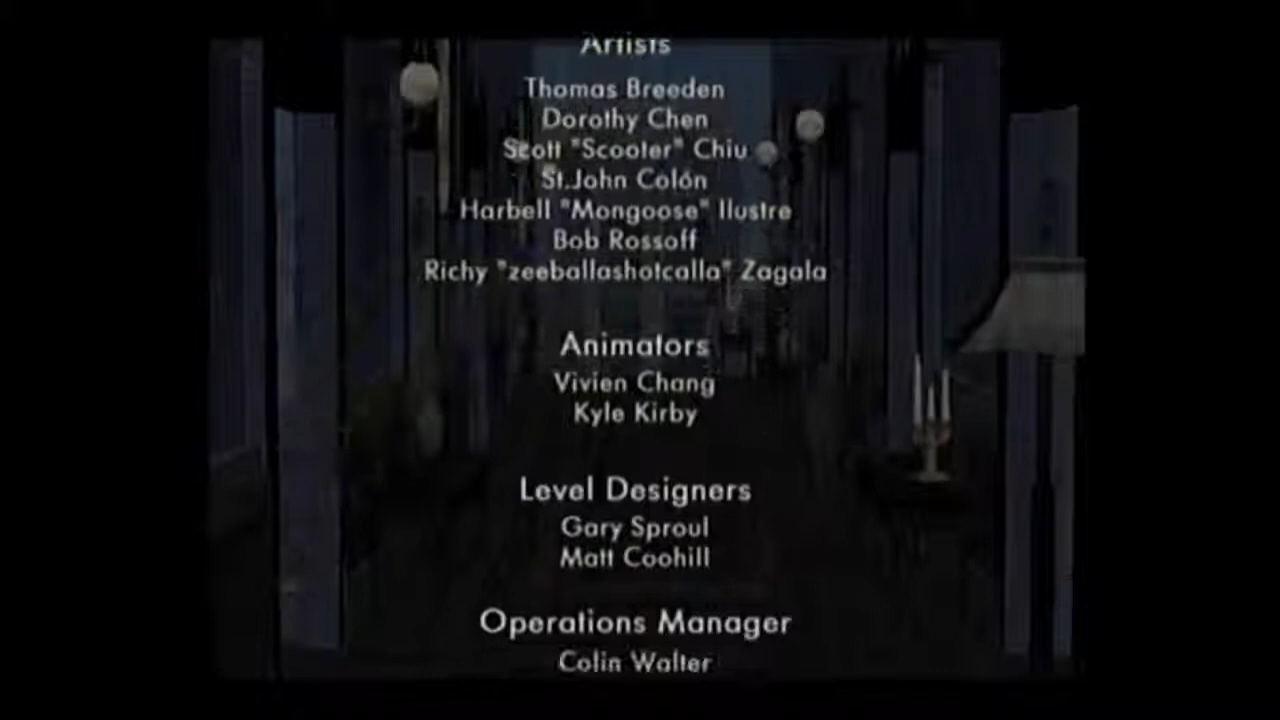 Artists
Thomas Breeden
Dorothy Chen
Scott "Scooter" Chiu
St.John Colón
Harbell "Mongoose" Ilustre
Bob Rossoff
Richy "zeeballashotcalla" Zagala
Animators
Vivien Chang
Kyle Kirby
Level Designers
Gary Sproul
Matt Coohill
Operations Manager
Colin Walter